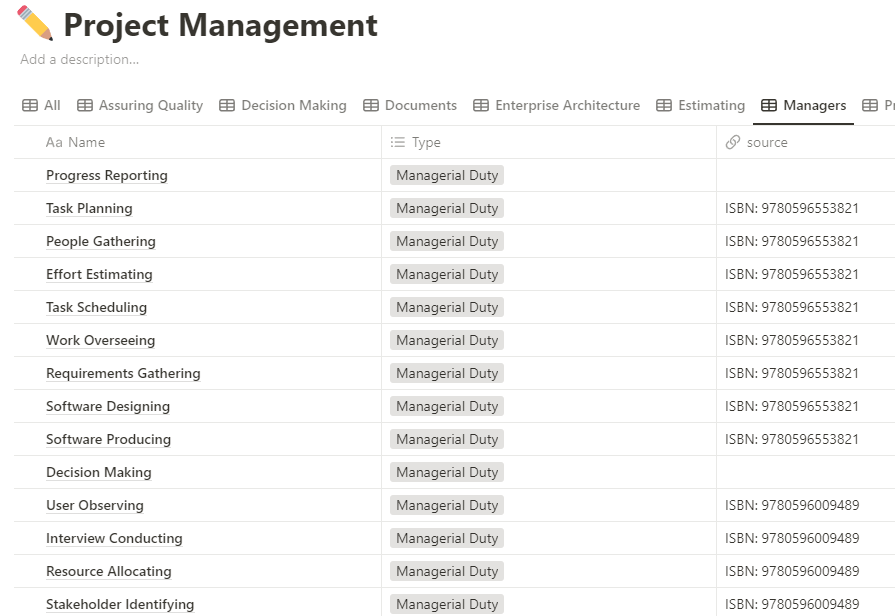 Project Management
Add a description...
All Assuring Quality Decision Making Documents Enterprise Architecture Estimating Managers
Aa Name Type source
Progress Reporting Managerial Duty
Task Planning Managerial Duty ISBN: 9780596553821
People Gathering Managerial Duty ISBN: 9780596553821
Effort Estimating Managerial Duty ISBN: 9780596553821
Task Scheduling Managerial Duty ISBN: 9780596553821
Work Overseeing Managerial Duty ISBN: 9780596553821
Requirements Gathering Managerial Duty ISBN: 9780596553821
Software Designing Managerial Duty ISBN: 9780596553821
Software Producing Managerial Duty ISBN: 9780596553821
Decision Making Managerial Duty
User Observing Managerial Duty ISBN: 9780596009489
Interview Conducting Managerial Duty ISBN: 9780596009489
Resource Allocating Managerial Duty ISBN: 9780596009489
Stakeholder Identifying Managerial Duty ISBN: 9780596009489